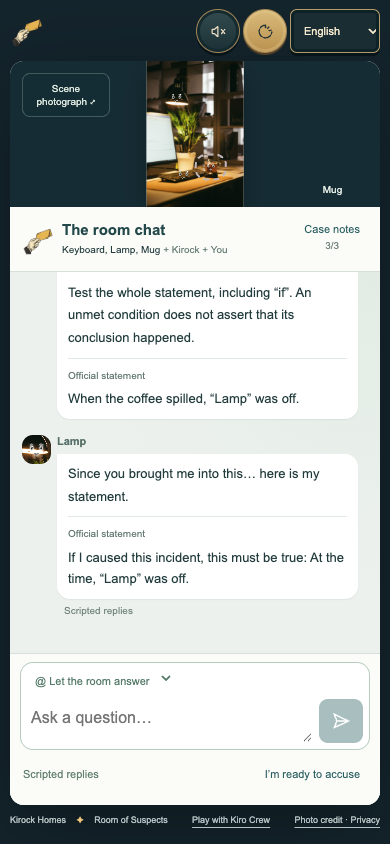 English
Scene
photograph ⤢
Mug
The room chat
Case notes
Keyboard, Lamp, Mug + Kirock + You
3/3
Test the whole statement, including “if”. An
unmet condition does not assert that its
conclusion happened.
Official statement
When the coffee spilled, “Lamp” was off.
Lamp
Since you brought me into this… here is my
statement.
Official statement
If I caused this incident, this must be true: At the
time, “Lamp” was off.
Scripted replies
@ Let the room answer
Ask a question…
Scripted replies
I’m ready to accuse
Kirock Homes ✦ Room of Suspects
Play with Kiro Crew
Photo credit · Privacy